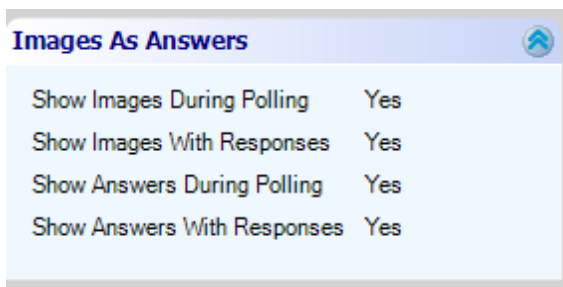 Images As Answers
Show Images During Polling Yes
Show Images With Responses Yes
Show Answers During Polling Yes
Show Answers With Responses Yes